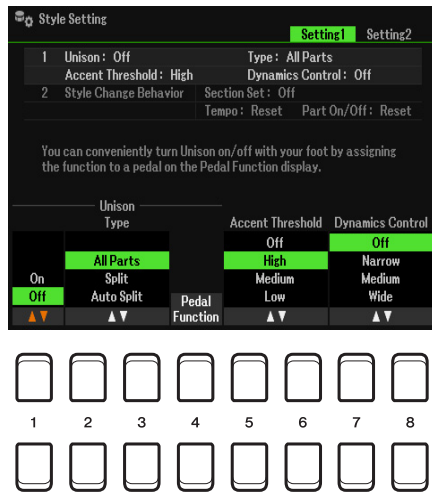 Style Setting
Setting1 Setting2
1 Unison: Off Type: All Parts
Accent Threshold: High Dynamics Control: Off
2 Style Change Behavior Section Set: Off
Tempo: Reset Part On/Off: Reset
You can conveniently turn Unison on/off with your foot by assigning
the function to a pedal on the Pedal Function display.
Unison
Type Accent Threshold Dynamics Control
Off Off
All Parts High Narrow
On Split Medium Medium
Off Auto Split Low Wide
Pedal
Function
1 2 3 4 5 6 7 8